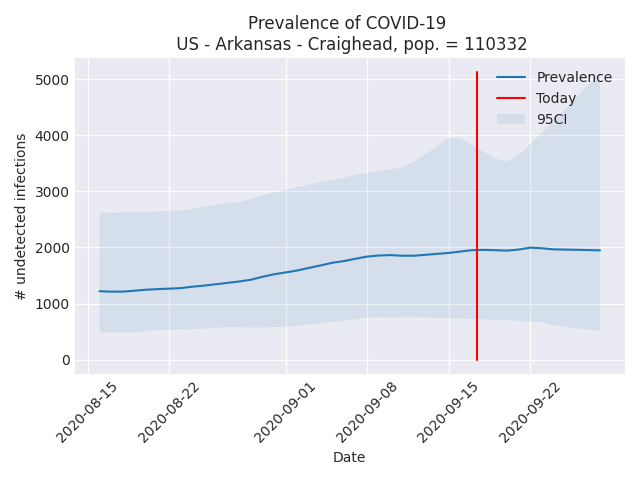 Prevalence of COVID-19
US - Arkansas - Craighead, pop. = 110332
Prevalence
Today
95CI
5000
4000
3000
2000
1000
0
# undetected infections
2020-08-15
2020-08-22
2020-09-01
2020-09-08
2020-09-15
2020-09-22
Date